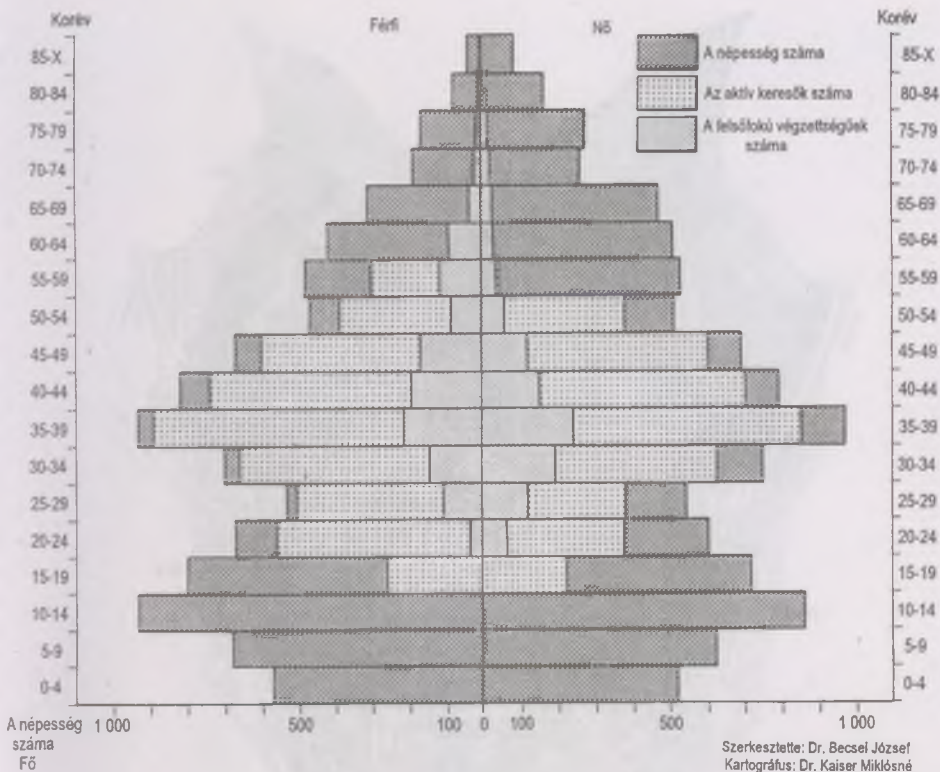 Korév
Férfi
Nő
Korév
A népesség száma
Az aktív keresők száma
A felsőfokú végzettségűek
száma
85-X
80-84
75-79
70-74
65-69
60-64
55-59
50-54
45-49
40-44
35-39
30-34
25-29
20-24
15-19
10-14
5-9
0-4
85-X
80-84
75-79
70-74
65-69
60-64
55-59
50-54
45-49
40-44
35-39
30-34
25-29
20-24
15-19
10-14
5-9
0-4
A népesség
száma
Fő
1 000 500 100 0 100 500 1 000
Szerkesztette: Dr. Becsei József
Kartográfus: Dr. Kaiser Miklósné